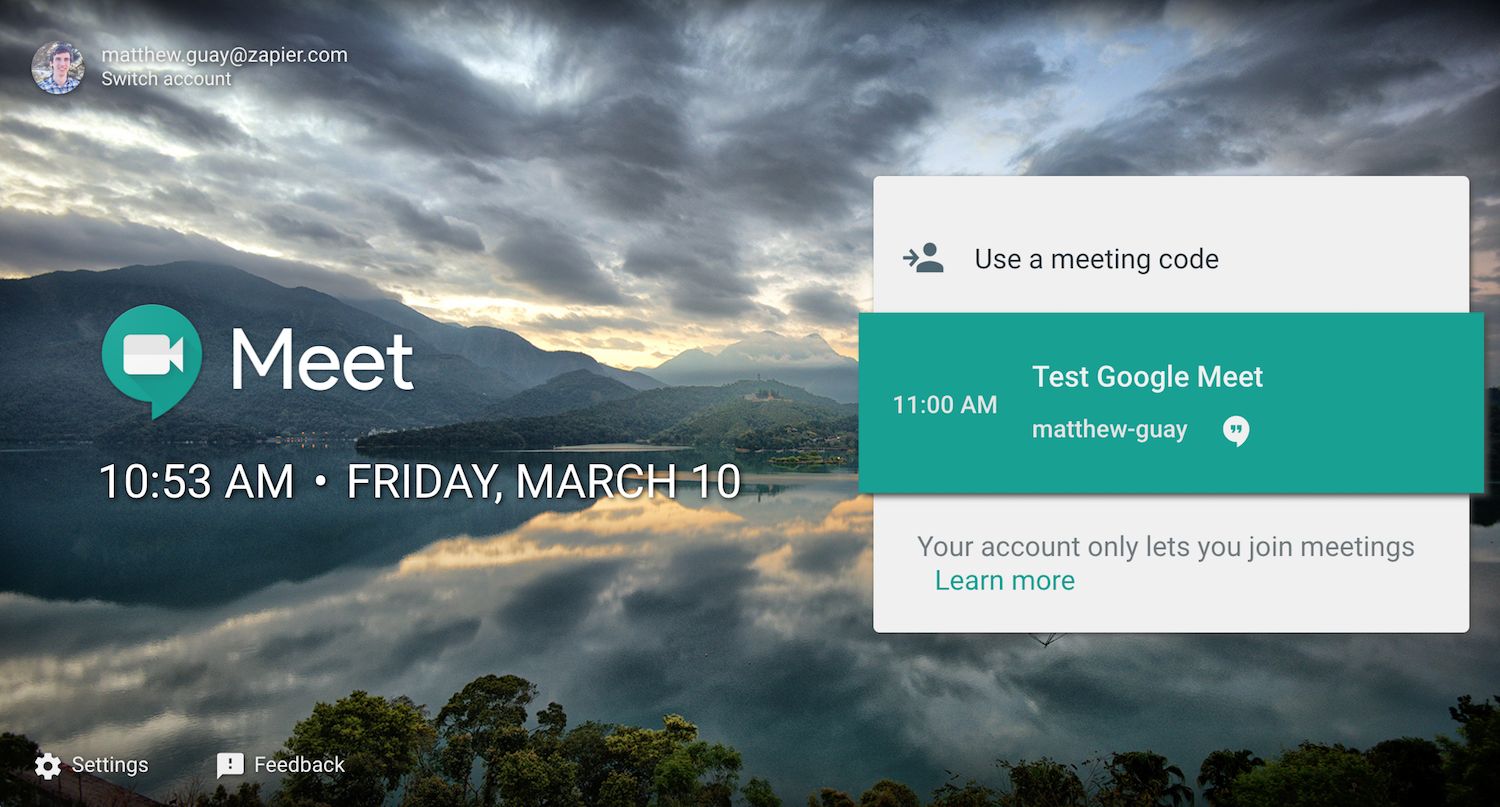 matthew.guay@zapier.com
Switch account
Use a meeting code
Meet
11:00 AM
Test Google Meet
matthew-guay
10:53 AM • FRIDAY, MARCH 10
Your account only lets you join meetings
Learn more
Settings
Feedback